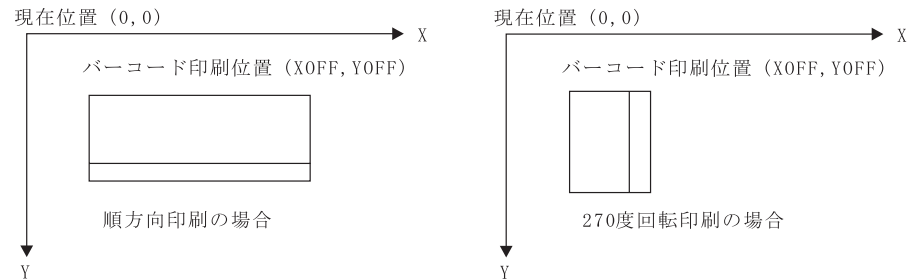 現在位置 (0,0)
X
バーコード印刷位置 (XOFF,YOFF)
順方向印刷の場合
Y
現在位置 (0,0)
X
バーコード印刷位置 (XOFF,YOFF)
270度回転印刷の場合
Y